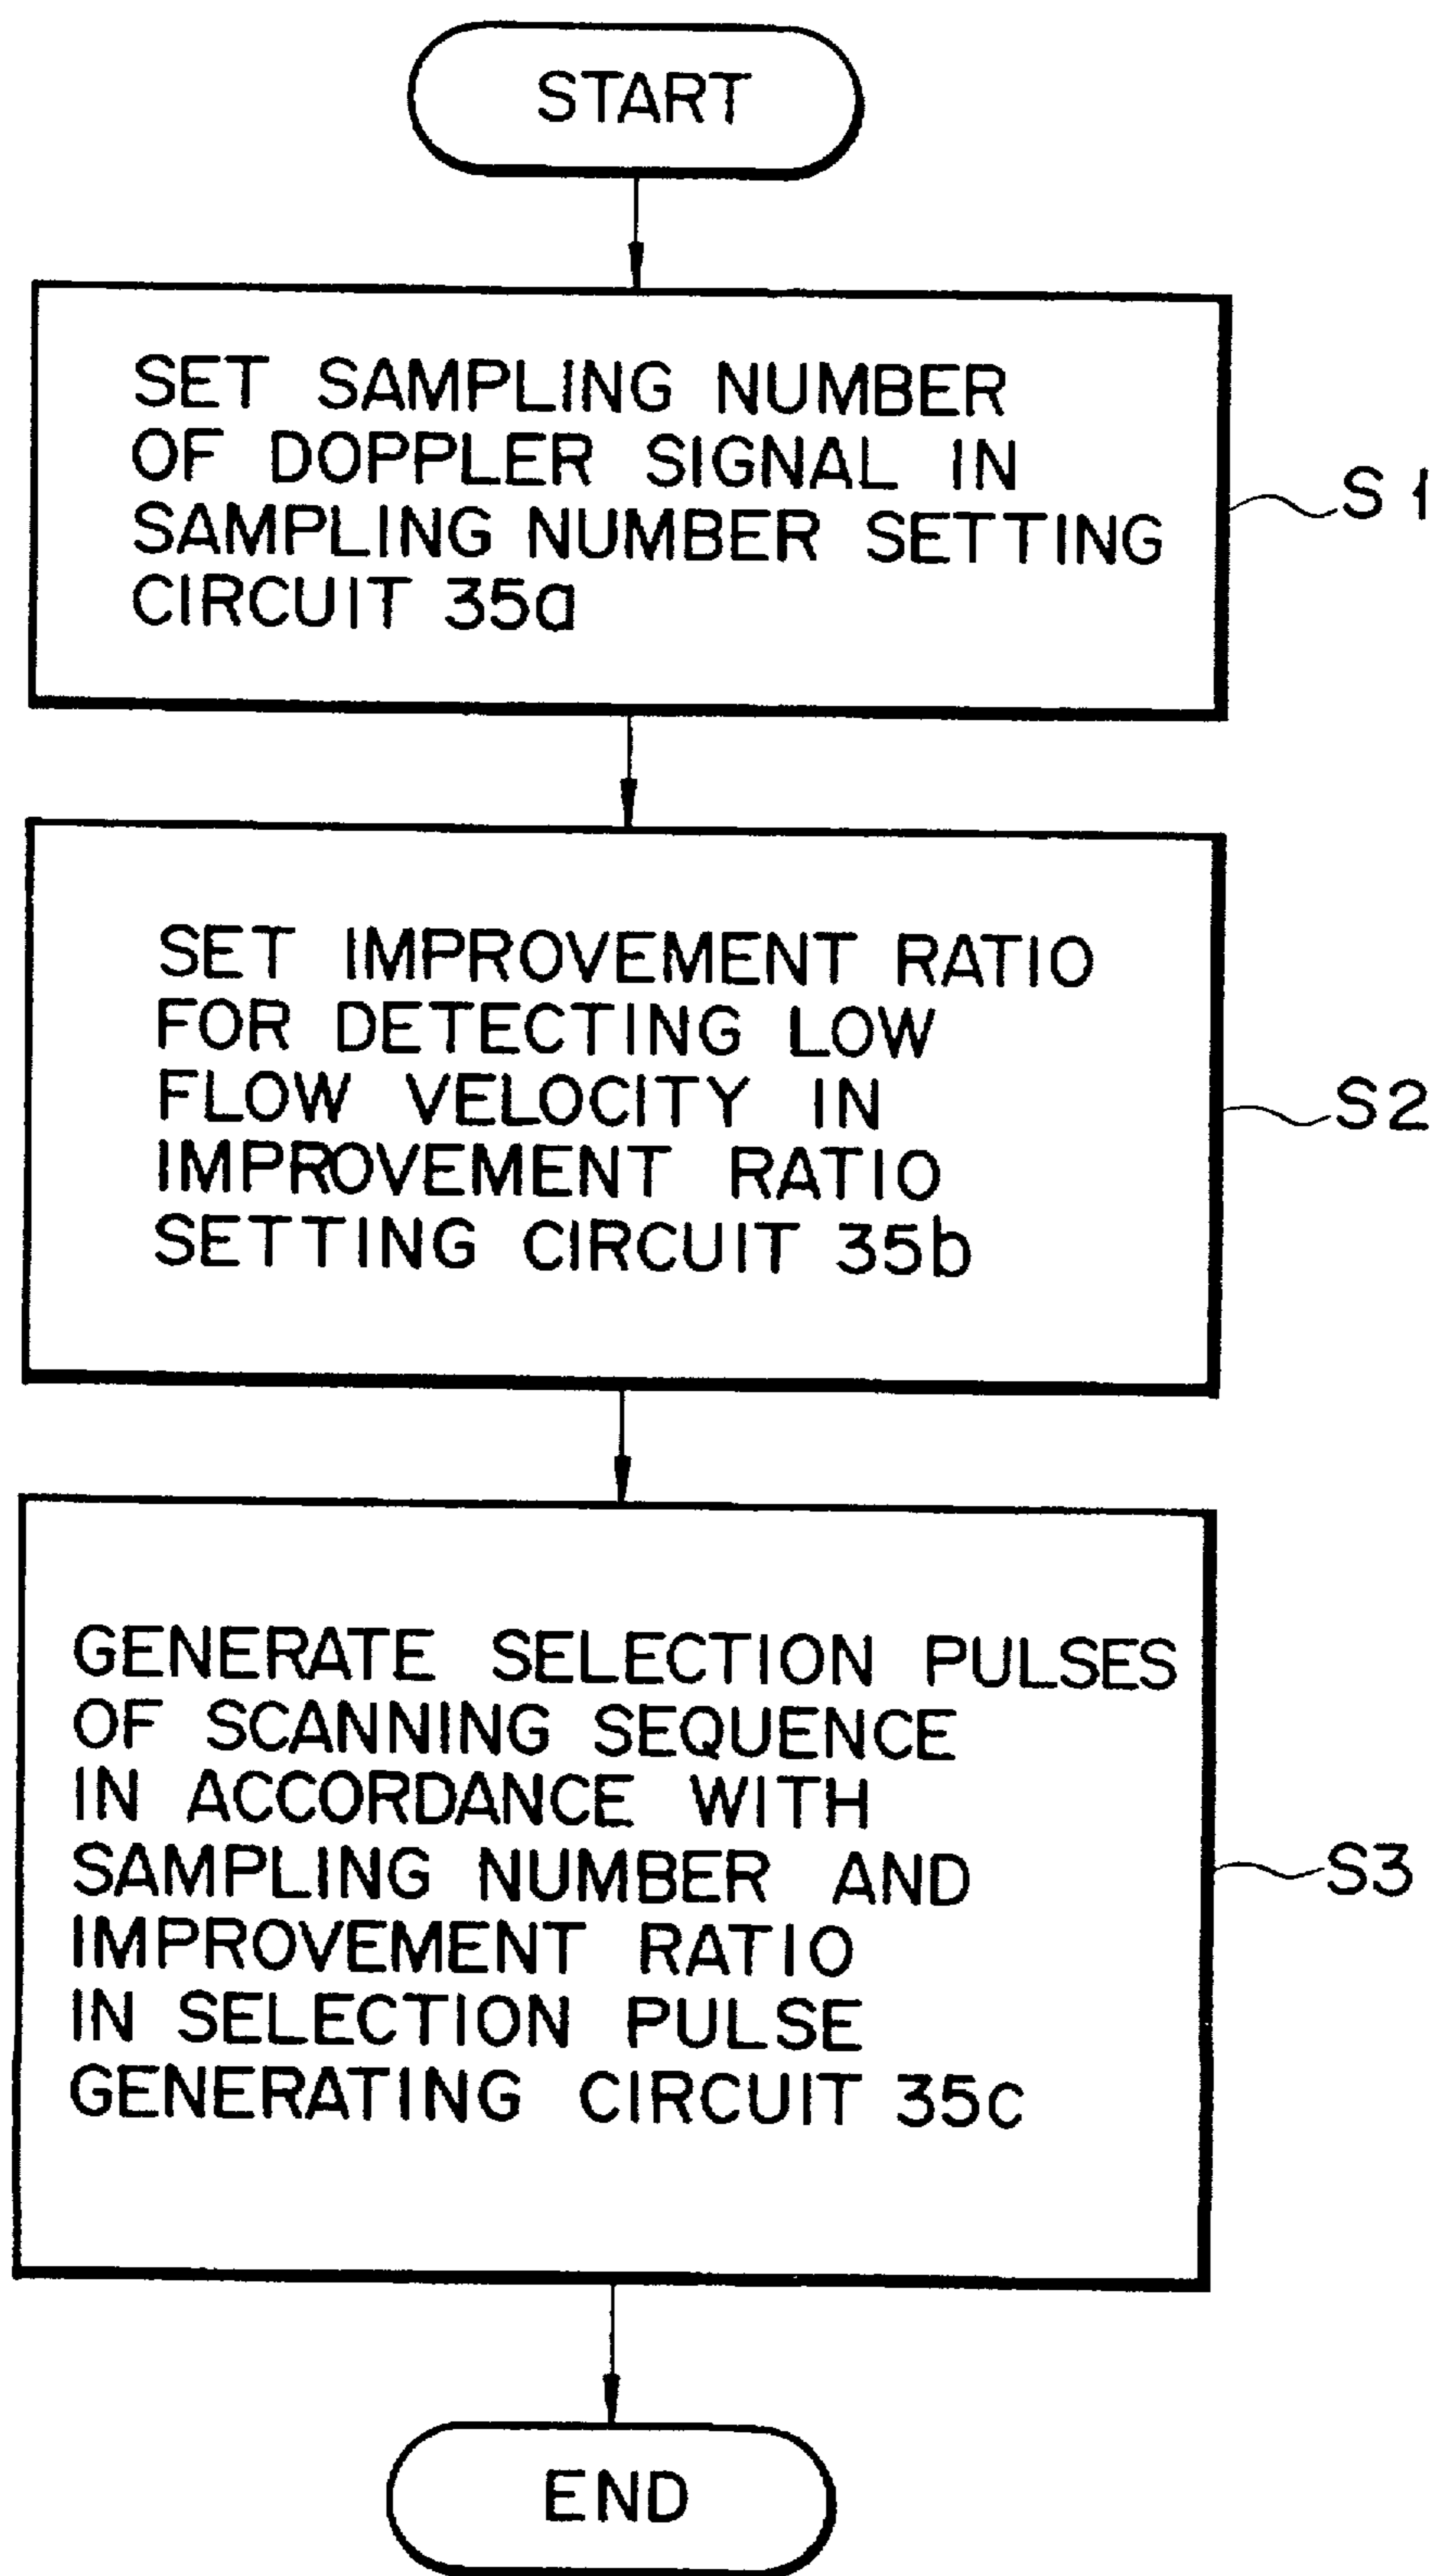 START
SET SAMPLING NUMBER
OF DOPPLER SIGNAL IN
SAMPLING NUMBER SETTING
CIRCUIT 35a
S1
SET IMPROVEMENT RATIO
FOR DETECTING LOW
FLOW VELOCITY IN
IMPROVEMENT RATIO
SETTING CIRCUIT 35b
S2
GENERATE SELECTION PULSES
OF SCANNING SEQUENCE
IN ACCORDANCE WITH
SAMPLING NUMBER AND
IMPROVEMENT RATIO
IN SELECTION PULSE
GENERATING CIRCUIT 35c
S3
END